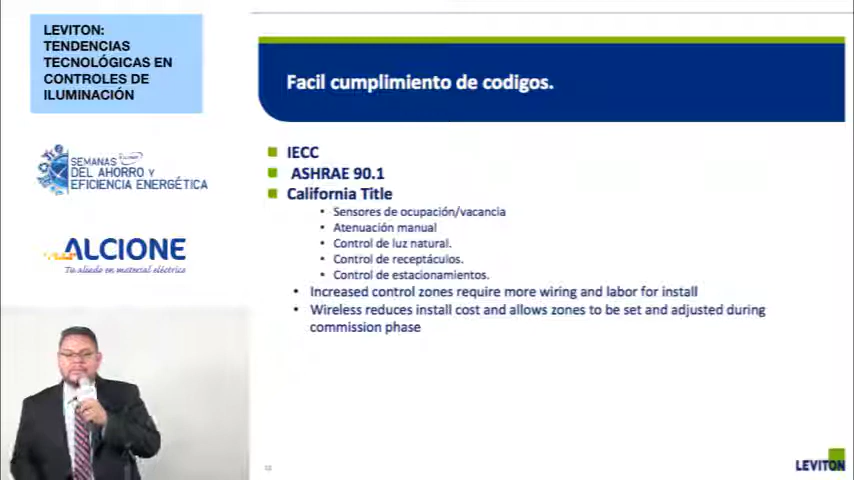 LEVITON:
TENDENCIAS
TECNOLÓGICAS EN
CONTROLES DE
ILUMINACIÓN
SEMANAS
DEL AHORRO Y
EFICIENCIA ENERGÉTICA
ALCIONE
Tu aliado en material eléctrico
Facil cumplimiento de codigos.
IECC
ASHRAE 90.1
California Title
• Sensores de ocupación/vacancia
• Atenuación manual
• Control de luz natural.
• Control de receptáculos.
• Control de estacionamientos.
• Increased control zones require more wiring and labor for install
• Wireless reduces install cost and allows zones to be set and adjusted during
commission phase
LEVITON